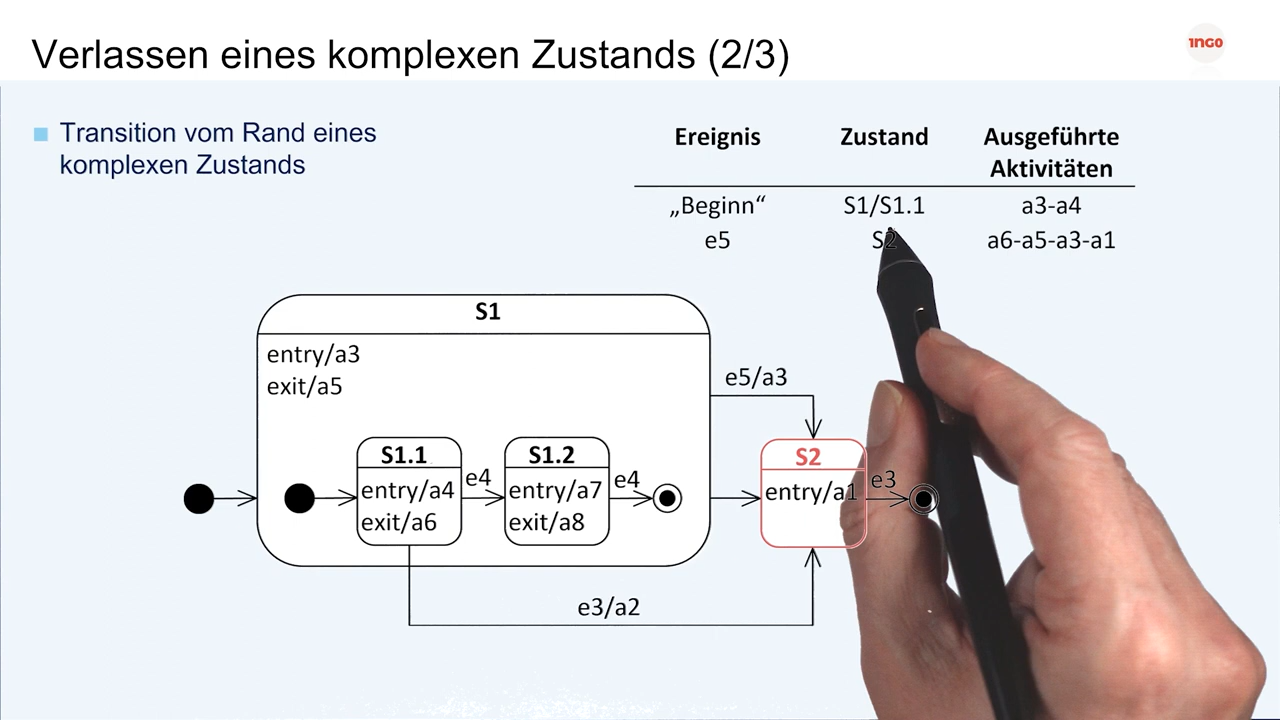 Verlassen eines komplexen Zustands (2/3)
1NGO
Transition vom Rand eines
komplexen Zustands
Ereignis Zustand Ausgeführte
Aktivitäten
„Beginn“ S1/S1.1 a3-a4
e5 S2 a6-a5-a3-a1
S1
entry/a3
exit/a5
e5/a3
S1.1
entry/a4
exit/a6
e4
S1.2
entry/a7
exit/a8
e4
S2
entry/a1
e3
e3/a2